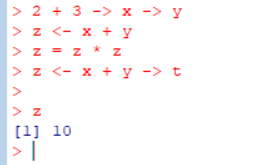 > 2 + 3 -> x -> y
> z <- x + y
> z = z * z
> z <- x + y -> t
>
> z
[1] 10
>